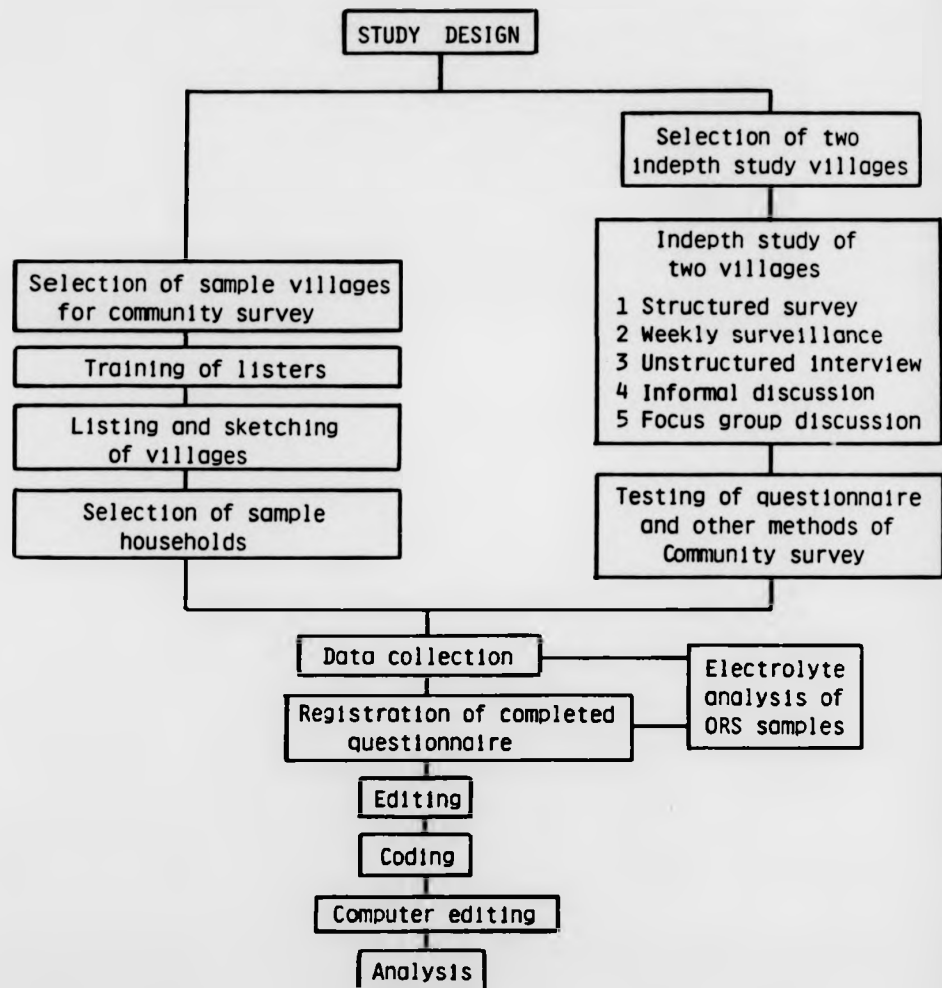 STUDY DESIGN
Selection of two
indepth study villages
Indepth study of
two villages
1 Structured survey
2 Weekly surveillance
3 Unstructured interview
4 Informal discussion
5 Focus group discussion
Testing of questionnaire
and other methods of
Community survey
Selection of sample villages
for community survey
Training of listers
Listing and sketching
of villages
Selection of sample
households
Data collection
Registration of completed
questionnaire
Electrolyte
analysis of
ORS samples
Editing
Coding
Computer editing
Analysis